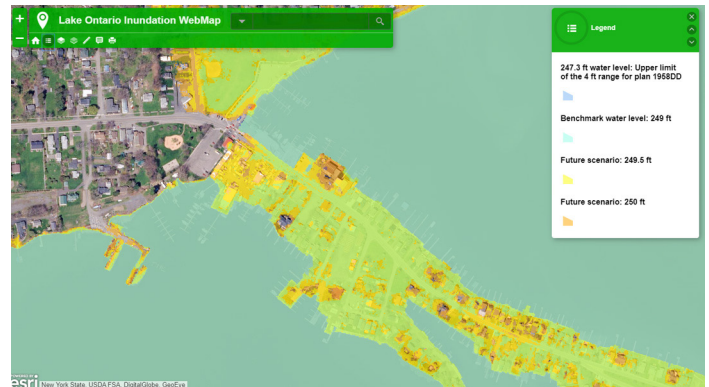 +
Lake Ontario Inundation WebMap
−
Legend
247.3 ft water level: Upper limit
of the 4 ft range for plan 1958DD
Benchmark water level: 249 ft
Future scenario: 249.5 ft
Future scenario: 250 ft
POWERED BY
esri
New York State, USDA FSA, DigitalGlobe, GeoEye